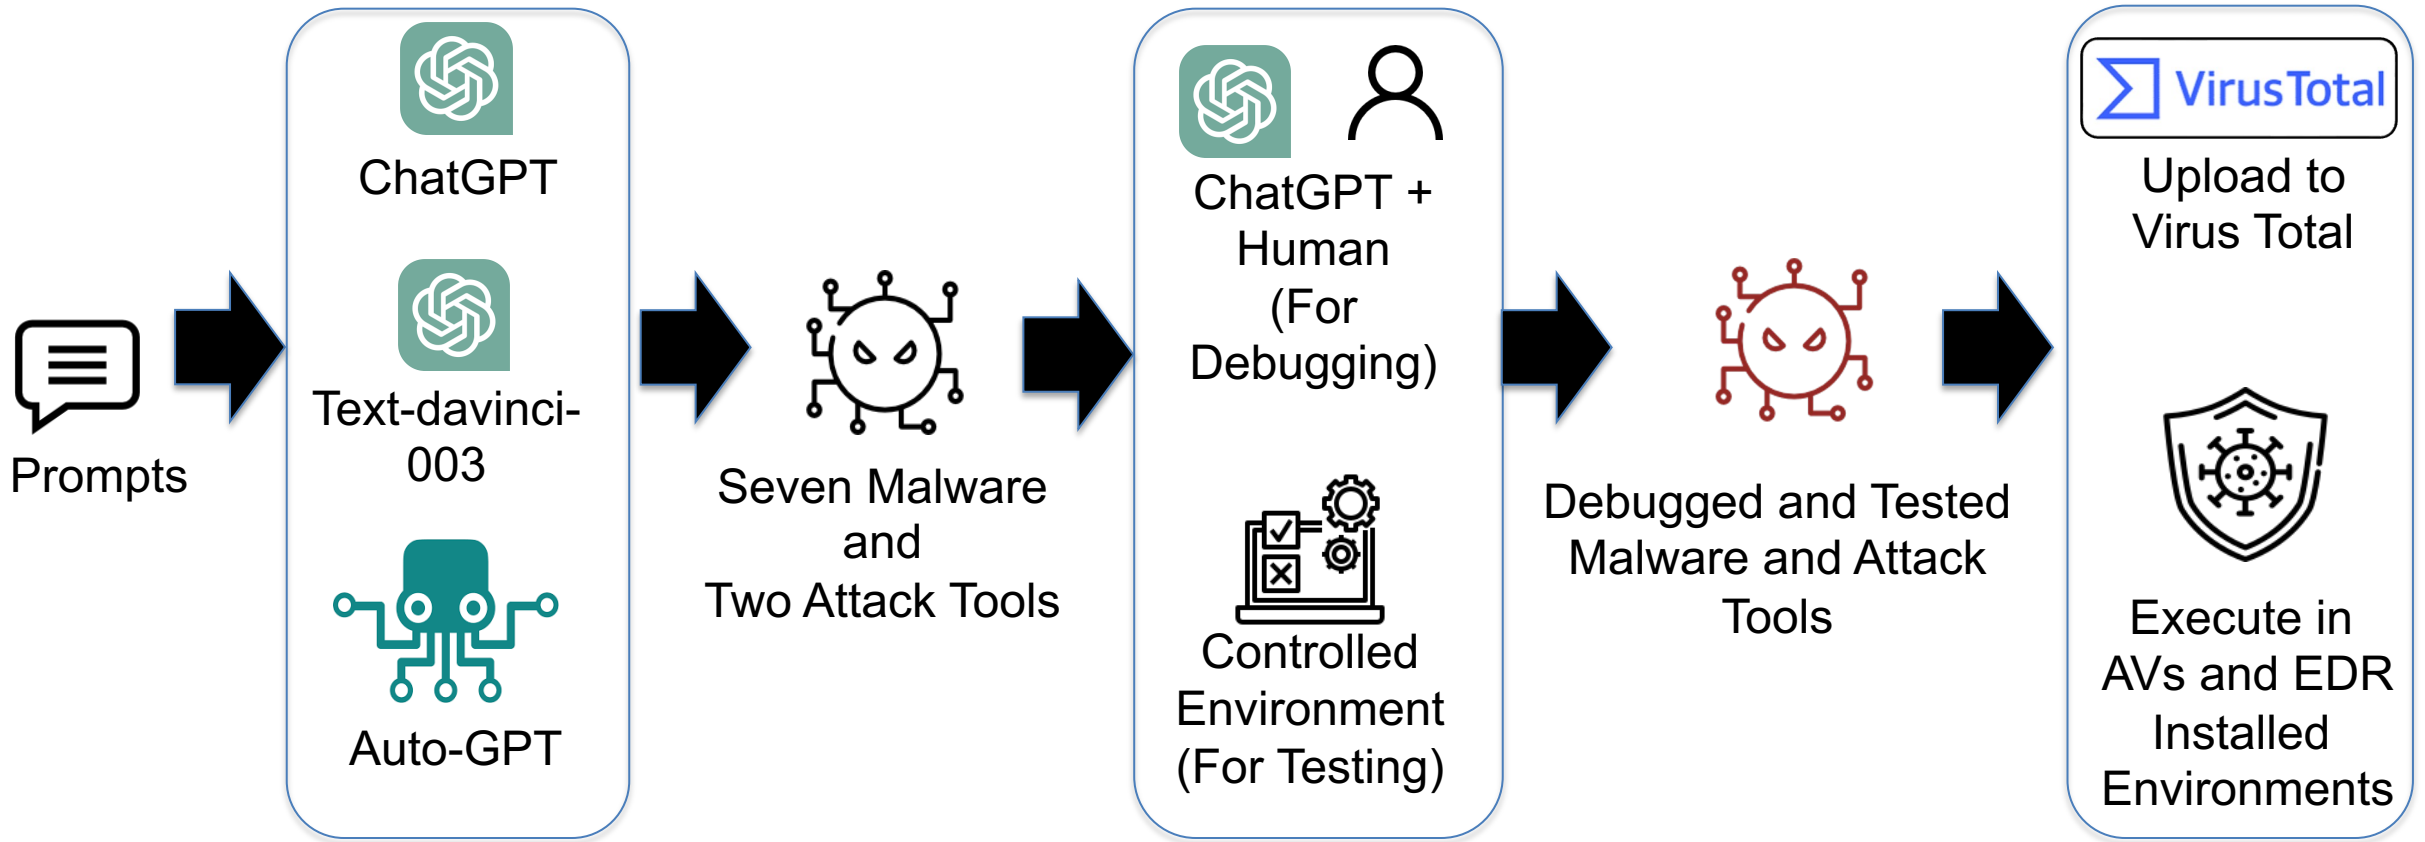 Prompts
ChatGPT
Text-davinci-
003
Auto-GPT
Seven Malware
and
Two Attack Tools
ChatGPT +
Human
(For
Debugging)
Controlled
Environment
(For Testing)
Debugged and Tested
Malware and Attack
Tools
VirusTotal
Upload to
Virus Total
Execute in
AVs and EDR
Installed
Environments